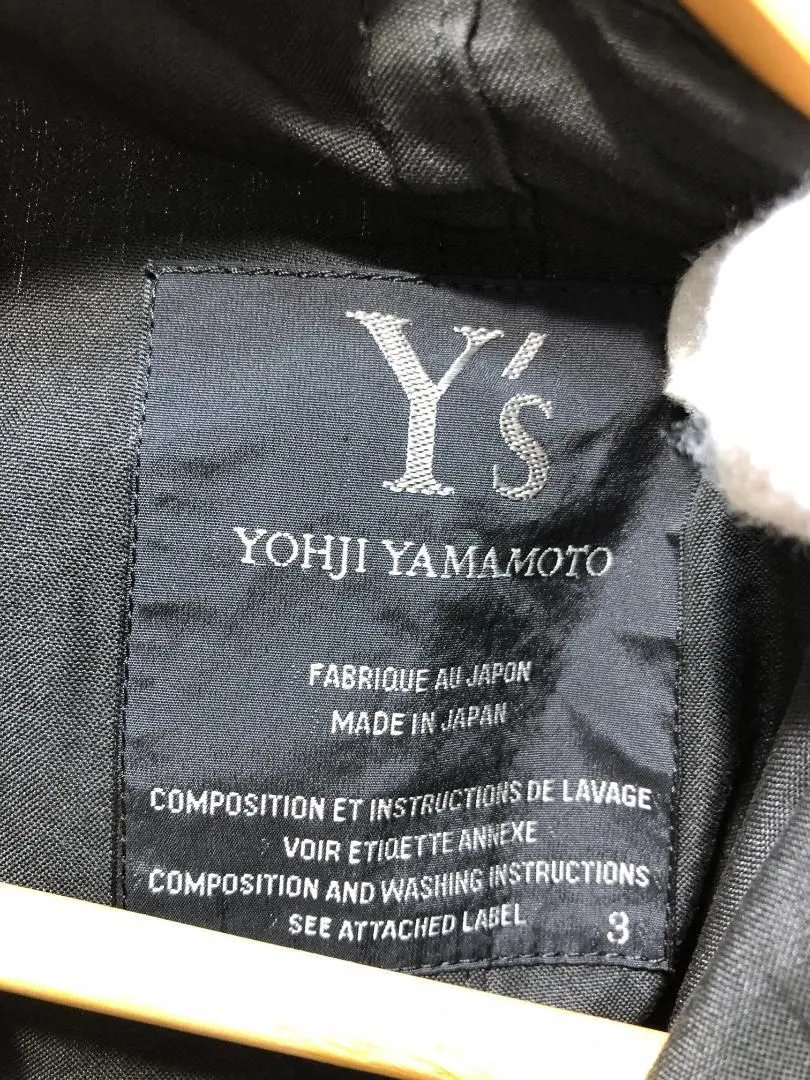 Y's
YOHJI YAMAMOTO
FABRIQUE AU JAPON
MADE IN JAPAN
COMPOSITION ET INSTRUCTIONS DE LAVAGE
VOIR ETIQETTE ANNEXE
COMPOSITION AND WASHING INSTRUCTIONS
SEE ATTACHED LABEL 3